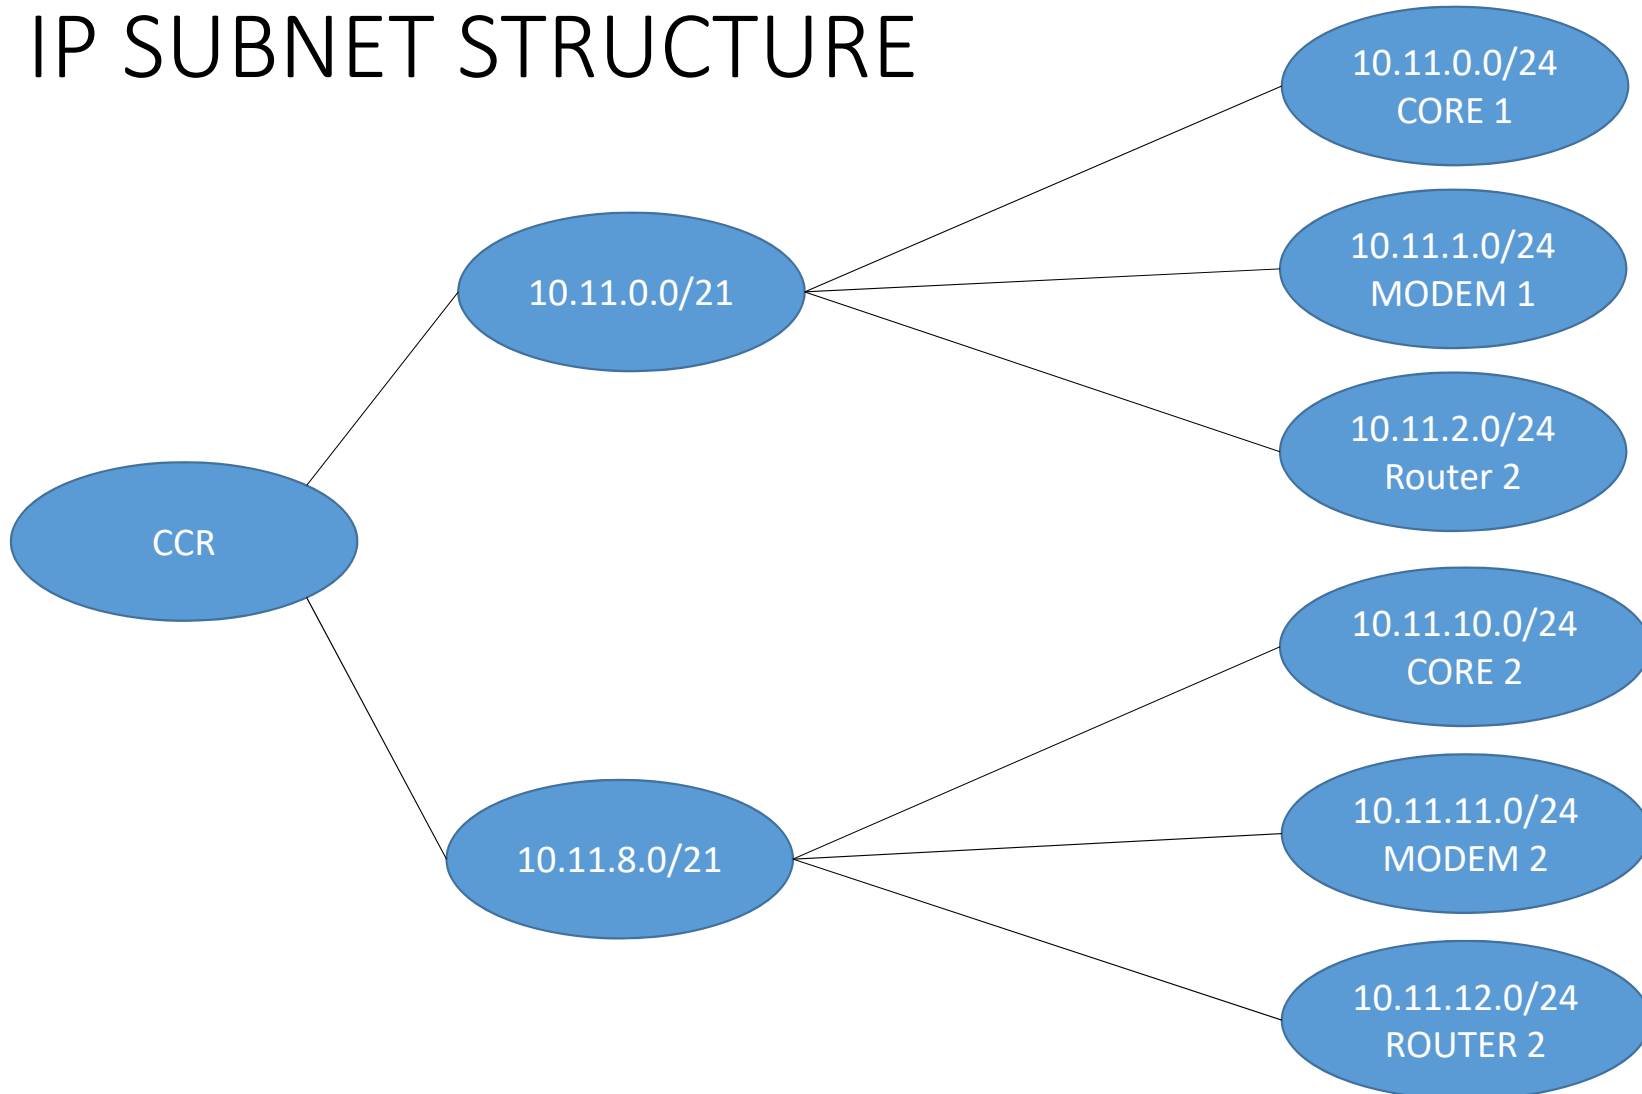 IP SUBNET STRUCTURE
CCR
10.11.0.0/21
10.11.8.0/21
10.11.0.0/24
CORE 1
10.11.1.0/24
MODEM 1
10.11.2.0/24
Router 2
10.11.10.0/24
CORE 2
10.11.11.0/24
MODEM 2
10.11.12.0/24
ROUTER 2